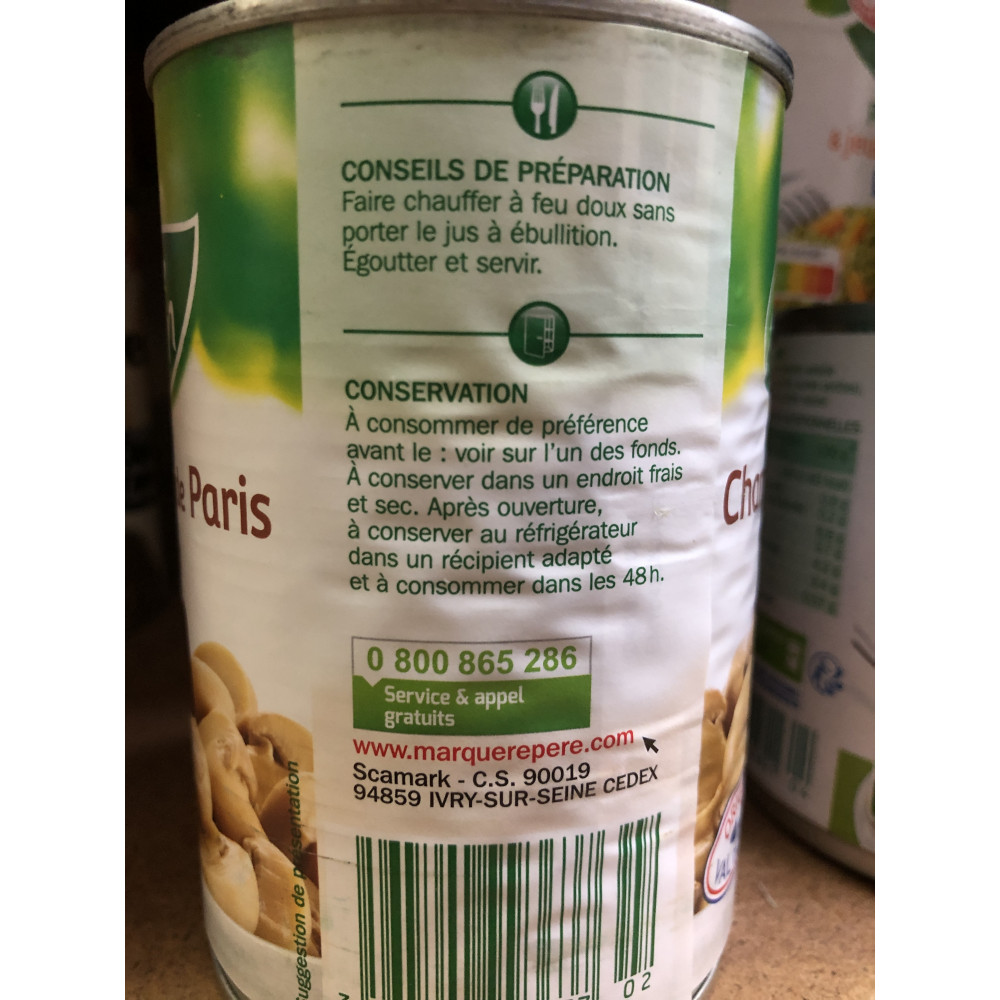 CONSEILS DE PRÉPARATION
Faire chauffer à feu doux sans
porter le jus à ébullition.
Égoutter et servir.
CONSERVATION
À consommer de préférence
avant le : voir sur l'un des fonds.
À conserver dans un endroit frais
et sec. Après ouverture,
à conserver au réfrigérateur
dans un récipient adapté
et à consommer dans les 48h.
Paris
0 800 865 286
Service & appel
gratuits
www.marquerepere.com
Scamark - C.S. 90019
94859 IVRY-SUR-SEINE CEDEX
Suggestion de présentation
02